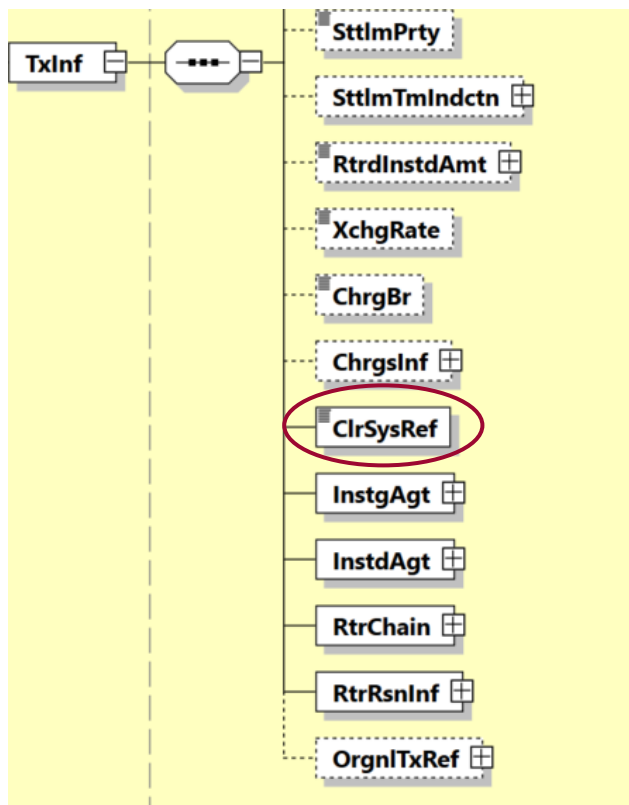 SttlmPrty
TxInf
SttlmTmIndctn
RtrdInstdAmt
XchgRate
ChrgBr
ChrgsInf
ClrSysRef
InstgAgt
InstdAgt
RtrChain
RtrRsnInf
OrgnlTxRef